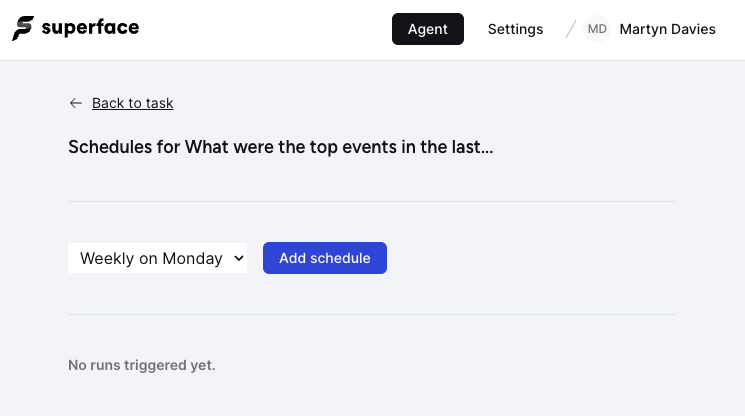 superface
Agent
Settings
MD
Martyn Davies
Back to task
Schedules for What were the top events in the last...
Weekly on Monday
Add schedule
No runs triggered yet.